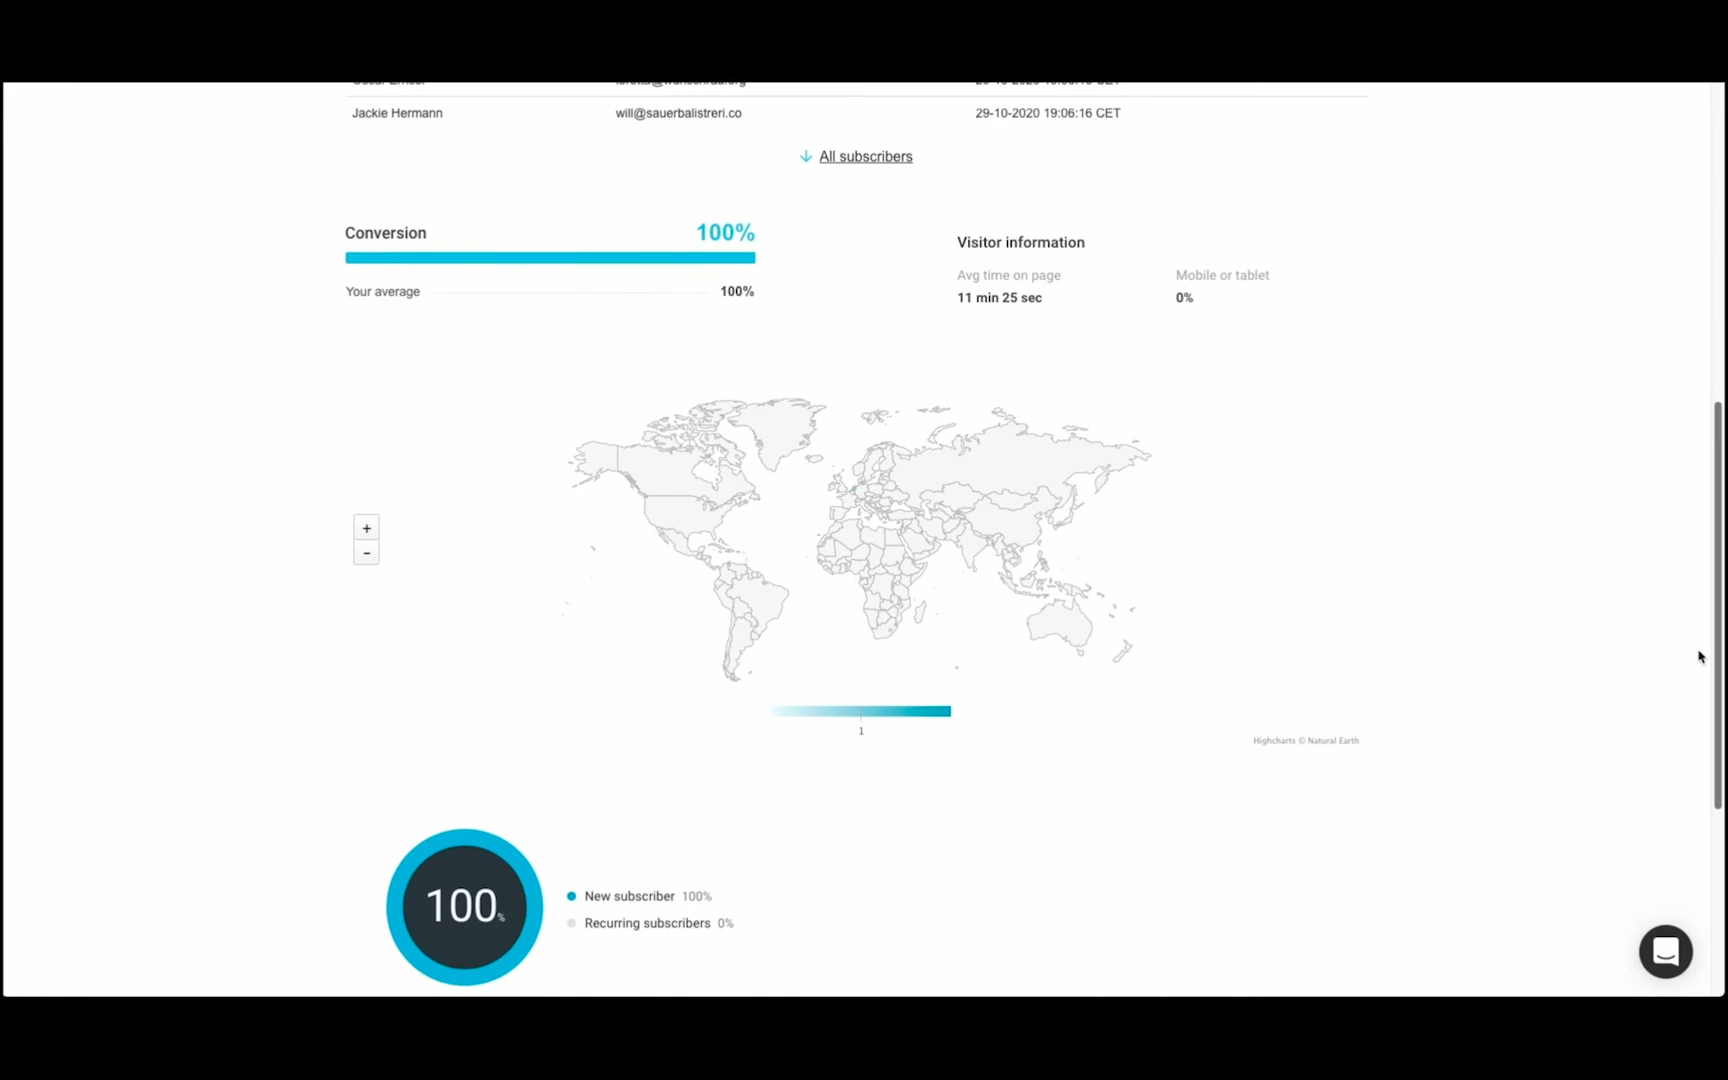 Jackie Hermann will@sauerbalistreri.co 29-10-2020 19:06:16 CET
All subscribers
Conversion 100%
Your average 100%
Visitor information
Avg time on page Mobile or tablet
11 min 25 sec 0%
+
-
1
Highcharts © Natural Earth
100%
New subscriber 100%
Recurring subscribers 0%